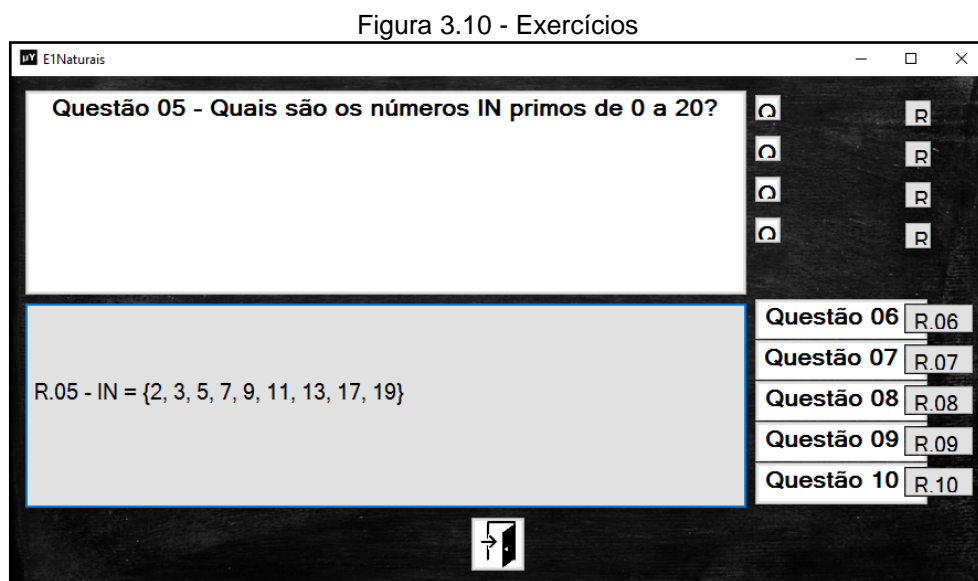 Figura 3.10 - Exercícios
µY E1Naturais
Questão 05 - Quais são os números IN primos de 0 a 20?
Q R
Q R
Q R
Q R
R.05 - IN = {2, 3, 5, 7, 9, 11, 13, 17, 19}
Questão 06 R.06
Questão 07 R.07
Questão 08 R.08
Questão 09 R.09
Questão 10 R.10